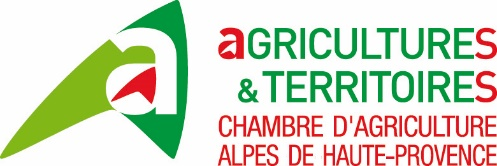 a
aGRICULTURES
& TERRITOIRES
CHAMBRE D'AGRICULTURE
ALPES DE HAUTE-PROVENCE